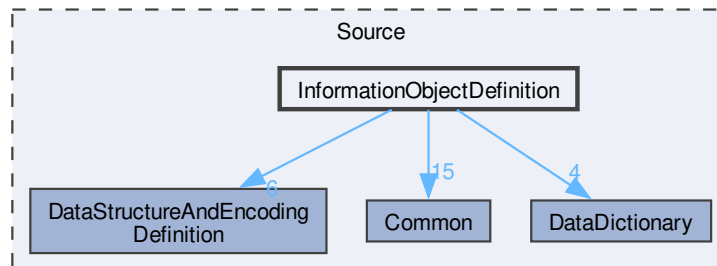 Source
InformationObjectDefinition
6
15
4
DataStructureAndEncoding
Definition
Common
DataDictionary